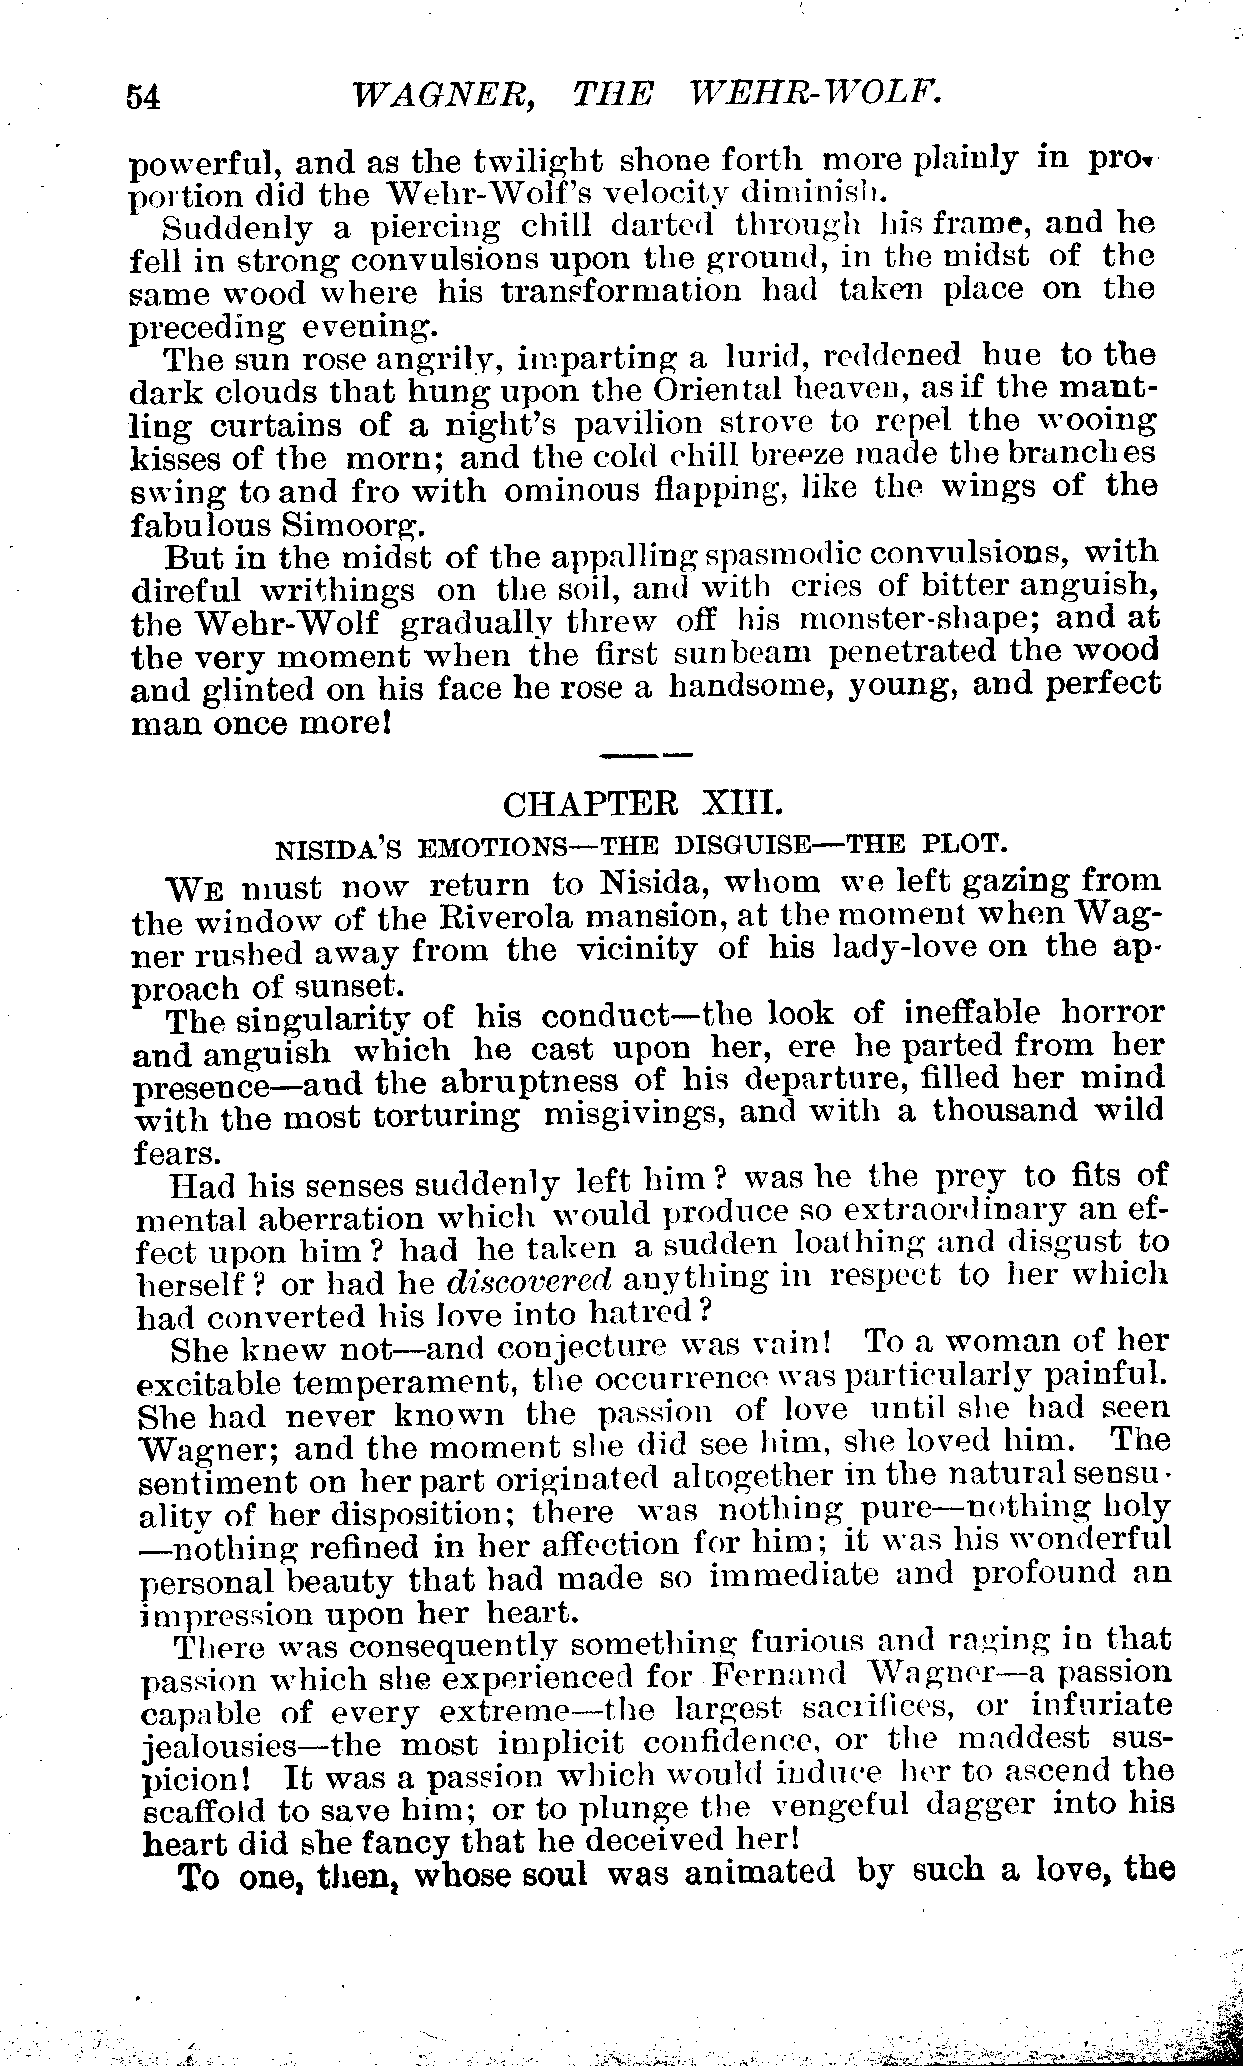 54 WAGNER, THE WEHR-WOLF.
powerful, and as the twilight shone forth more plainly in pro-
portion did the Wehr-Wolf's velocity diminish.
Suddenly a piercing chill darted through his frame, and he
fell in strong convulsions upon the ground, in the midst of the
same wood where his transformation had taken place on the
preceding evening.
The sun rose angrily, imparting a lurid, reddened hue to the
dark clouds that hung upon the Oriental heaven, as if the mant-
ling curtains of a night's pavilion strove to repel the wooing
kisses of the morn; and the cold chill breeze made the branches
swing to and fro with ominous flapping, like the wings of the
fabulous Simoorg.
But in the midst of the appalling spasmodic convulsions, with
direful writhings on the soil, and with cries of bitter anguish,
the Wehr-Wolf gradually threw off his monster-shape; and at
the very moment when the first sunbeam penetrated the wood
and glinted on his face he rose a handsome, young, and perfect
man once more!
CHAPTER XIII.
NISIDA'S EMOTIONS—THE DISGUISE—THE PLOT.
WE must now return to Nisida, whom we left gazing from
the window of the Riverola mansion, at the moment when Wag-
ner rushed away from the vicinity of his lady-love on the ap-
proach of sunset.
The singularity of his conduct—the look of ineffable horror
and anguish which he cast upon her, ere he parted from her
presence—and the abruptness of his departure, filled her mind
with the most torturing misgivings, and with a thousand wild
fears.
Had his senses suddenly left him? was he the prey to fits of
mental aberration which would produce so extraordinary an ef-
fect upon him? had he taken a sudden loathing and disgust to
herself? or had he discovered anything in respect to her which
had converted his love into hatred?
She knew not—and conjecture was vain! To a woman of her
excitable temperament, the occurrence was particularly painful.
She had never known the passion of love until she had seen
Wagner; and the moment she did see him, she loved him. The
sentiment on her part originated altogether in the natural sensu-
ality of her disposition; there was nothing pure—nothing holy
—nothing refined in her affection for him; it was his wonderful
personal beauty that had made so immediate and profound an
impression upon her heart.
There was consequently something furious and raging in that
passion which she experienced for Fernand Wagner—a passion
capable of every extreme—the largest sacrifices, or infuriate
jealousies—the most implicit confidence, or the maddest sus-
picion! It was a passion which would induce her to ascend the
scaffold to save him; or to plunge the vengeful dagger into his
heart did she fancy that he deceived her!
To one, then, whose soul was animated by such a love, the